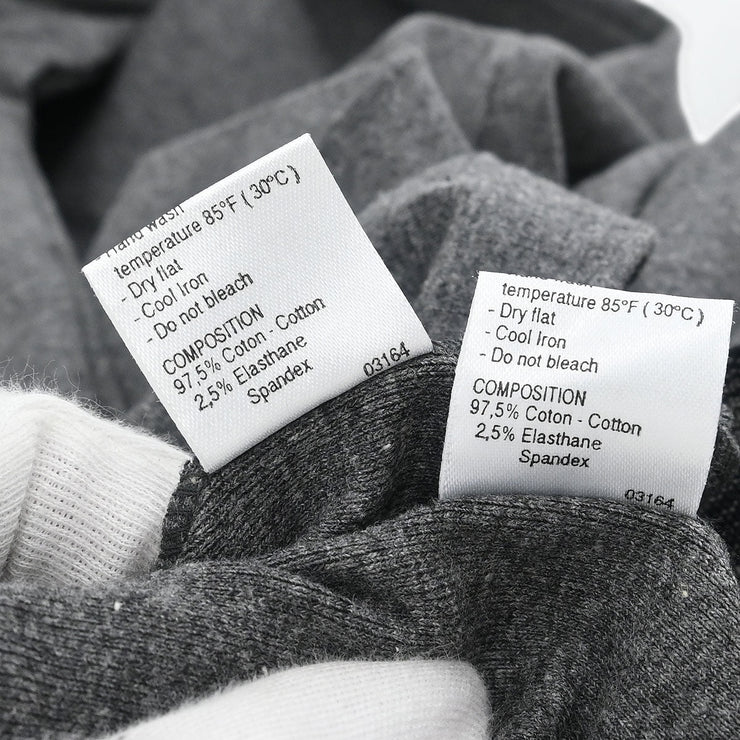 Hand wash
temperature 85°F ( 30°C )
- Dry flat
- Cool Iron
- Do not bleach
COMPOSITION
97,5% Coton - Cotton
2,5% Elasthane
Spandex
03164
temperature 85°F ( 30°C )
- Dry flat
- Cool Iron
- Do not bleach
COMPOSITION
97,5% Coton - Cotton
2,5% Elasthane
Spandex
03164